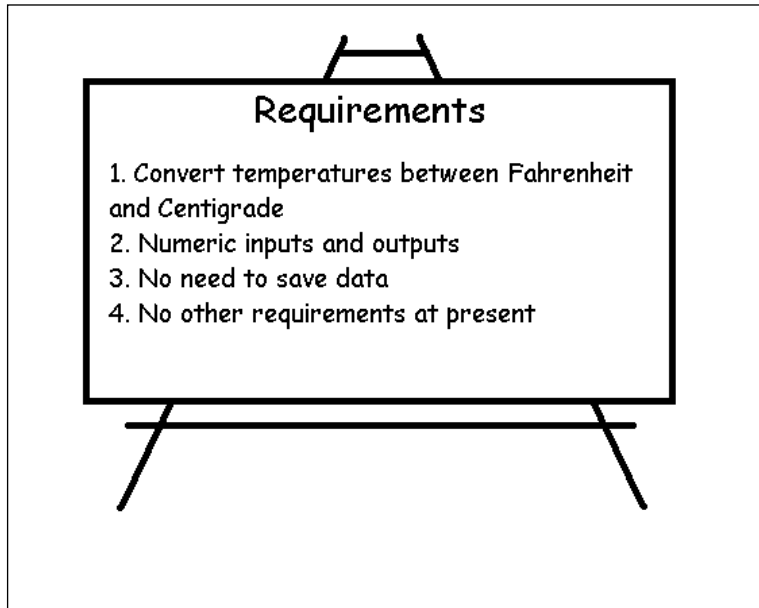 Requirements
1. Convert temperatures between Fahrenheit
and Centigrade
2. Numeric inputs and outputs
3. No need to save data
4. No other requirements at present